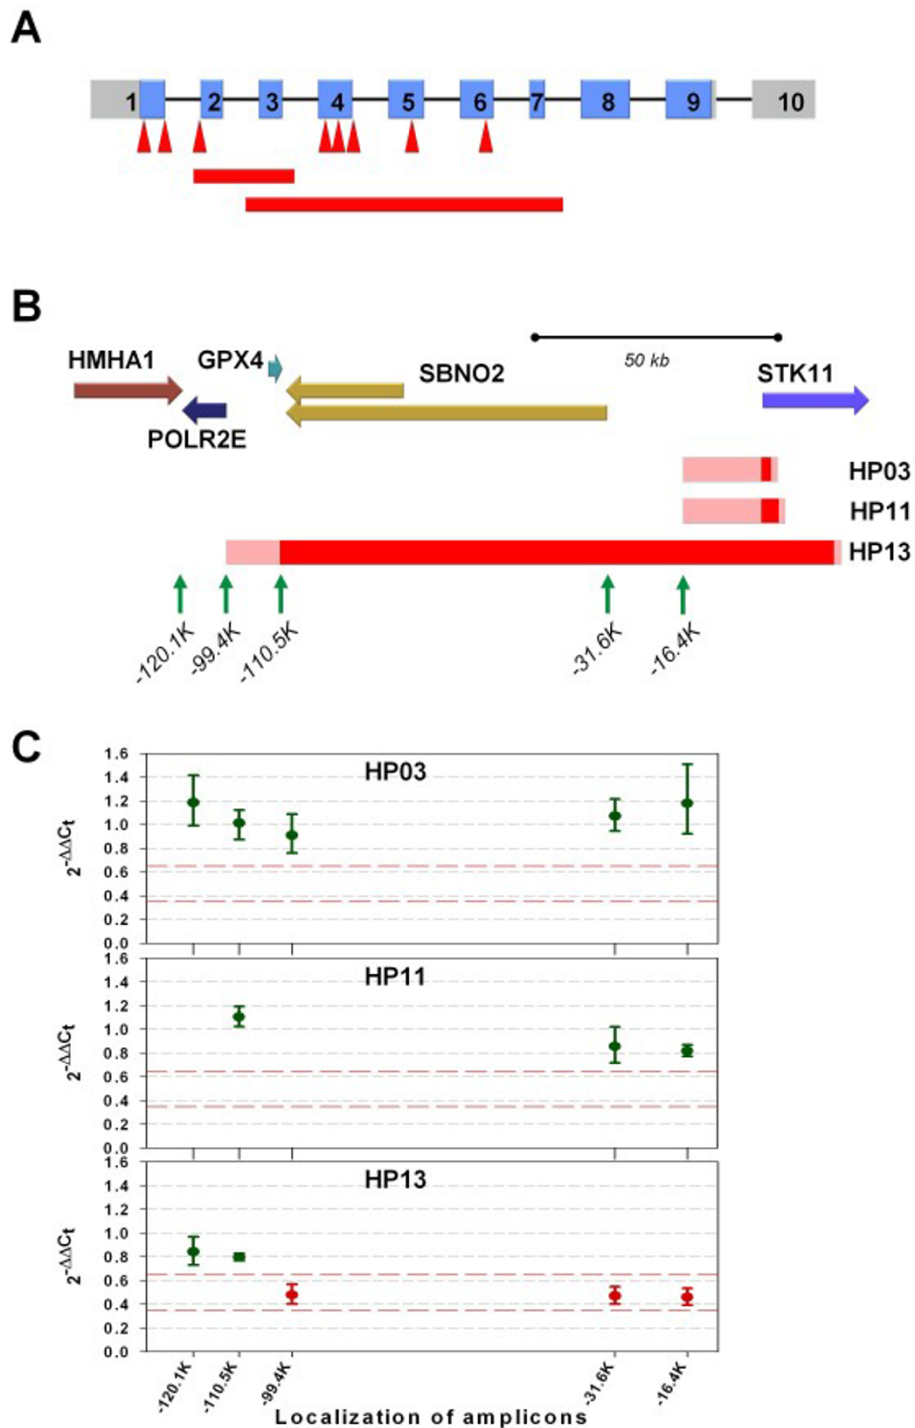 A
1 2 3 4 5 6 7 8 9 10
B
HMHA1 GPX4 SBNO2 50 kb STK11
POLR2E
HP03
HP11
HP13
-120.1K -99.4K -110.5K -31.6K -16.4K
C
HP03
1.6
1.4
1.2
1.0
0.8
0.6
0.4
0.2
0.0
2-ΔΔCt
HP11
1.6
1.4
1.2
1.0
0.8
0.6
0.4
0.2
0.0
2-ΔΔCt
HP13
1.6
1.4
1.2
1.0
0.8
0.6
0.4
0.2
0.0
2-ΔΔCt
-120.1K -110.5K -99.4K -31.6K -16.4K
Localization of amplicons